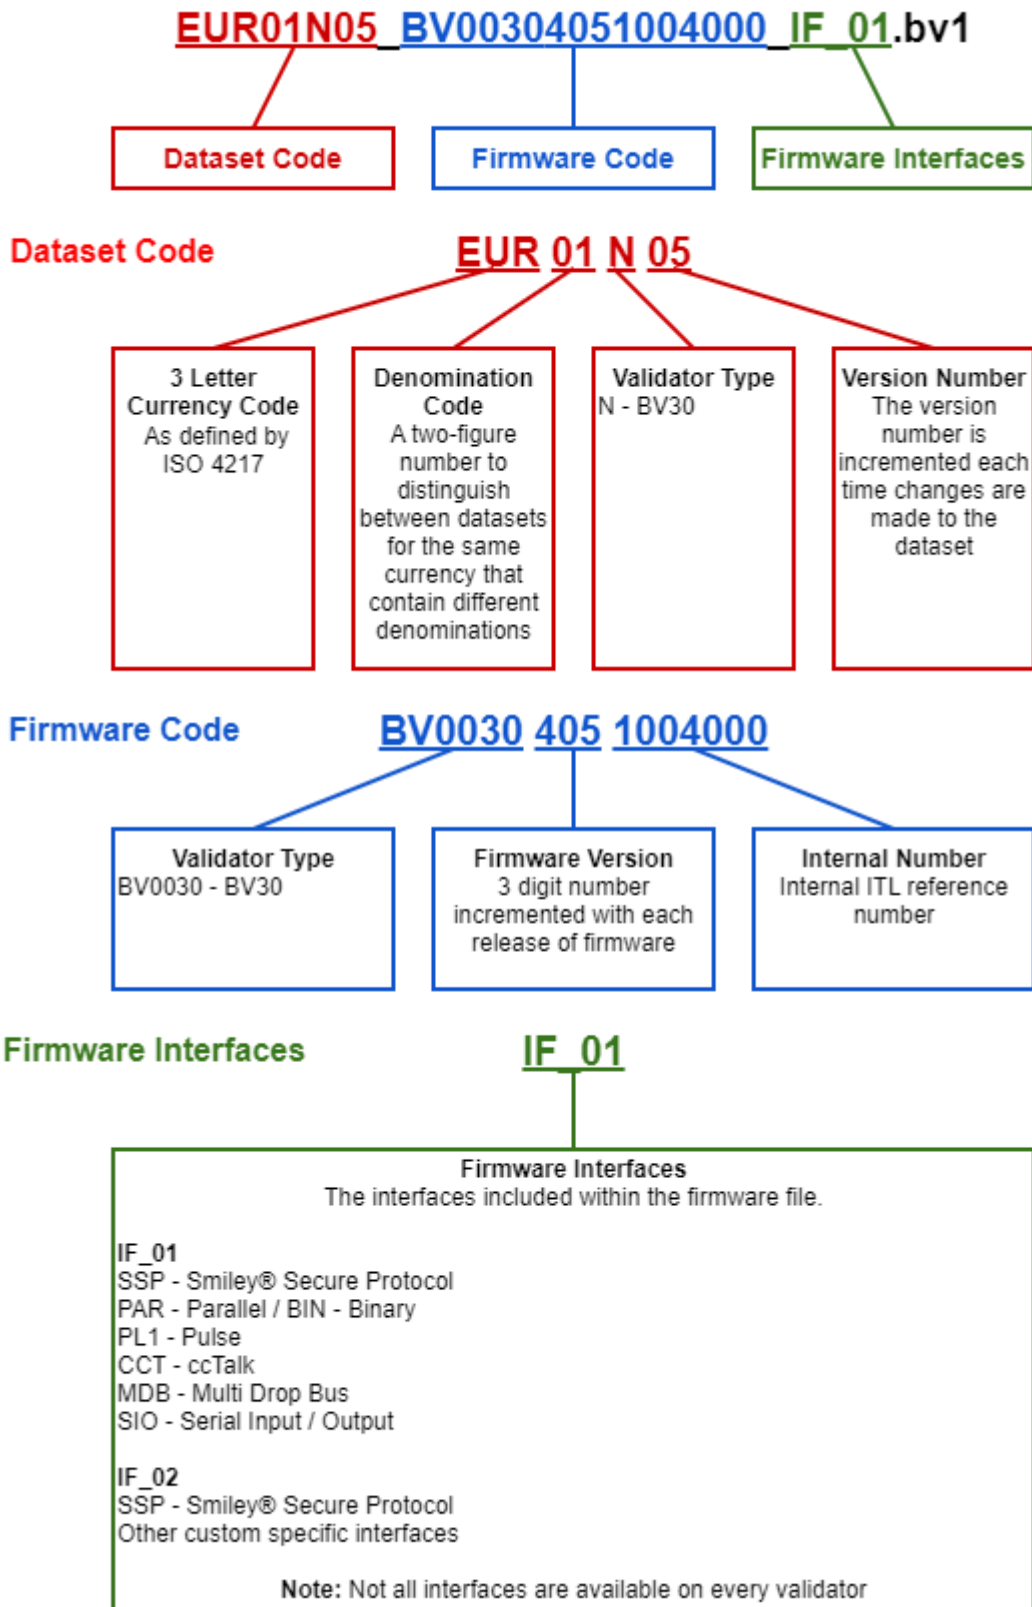 EUR01N05_BV00304051004000_IF_01.bv1
Dataset Code
Firmware Code
Firmware Interfaces
Dataset Code
EUR 01 N 05
3 Letter
Currency Code
As defined by
ISO 4217
Denomination
Code
A two-figure
number to
distinguish
between datasets
for the same
currency that
contain different
denominations
Validator Type
N - BV30
Version Number
The version
number is
incremented each
time changes are
made to the
dataset
Firmware Code
BV0030 405 1004000
Validator Type
BV0030 - BV30
Firmware Version
3 digit number
incremented with each
release of firmware
Internal Number
Internal ITL reference
number
Firmware Interfaces
IF_01
Firmware Interfaces
The interfaces included within the firmware file.
IF_01
SSP - Smiley® Secure Protocol
PAR - Parallel / BIN - Binary
PL1 - Pulse
CCT - ccTalk
MDB - Multi Drop Bus
SIO - Serial Input / Output
IF_02
SSP - Smiley® Secure Protocol
Other custom specific interfaces
Note: Not all interfaces are available on every validator